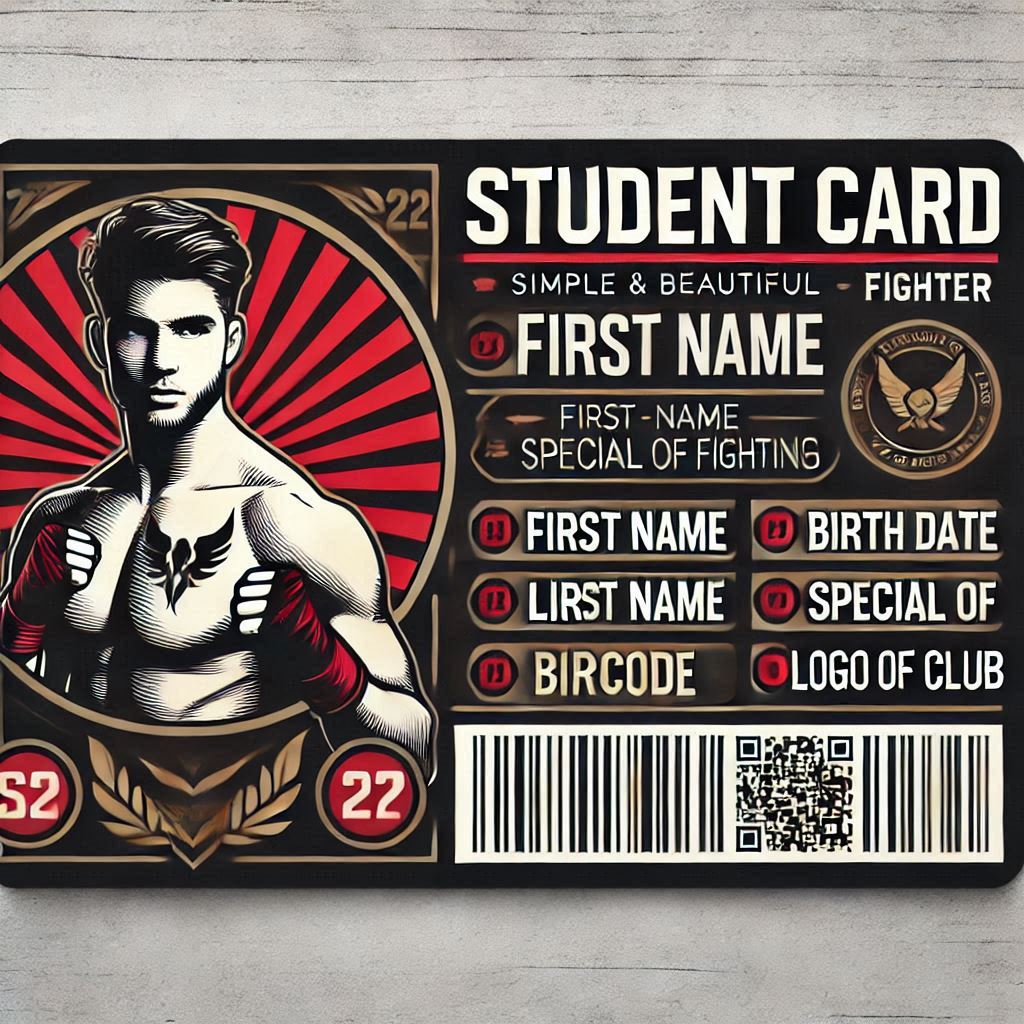 22
STUDENT CARD
SIMPLE & BEAUTIFUL - FIGHTER
FIRST NAME
FIRST-NAME
SPECIAL OF FIGHTING
FIRST NAME
BIRTH DATE
LIRST NAME
SPECIAL OF
BIRCODE
LOGO OF CLUB
S2
22